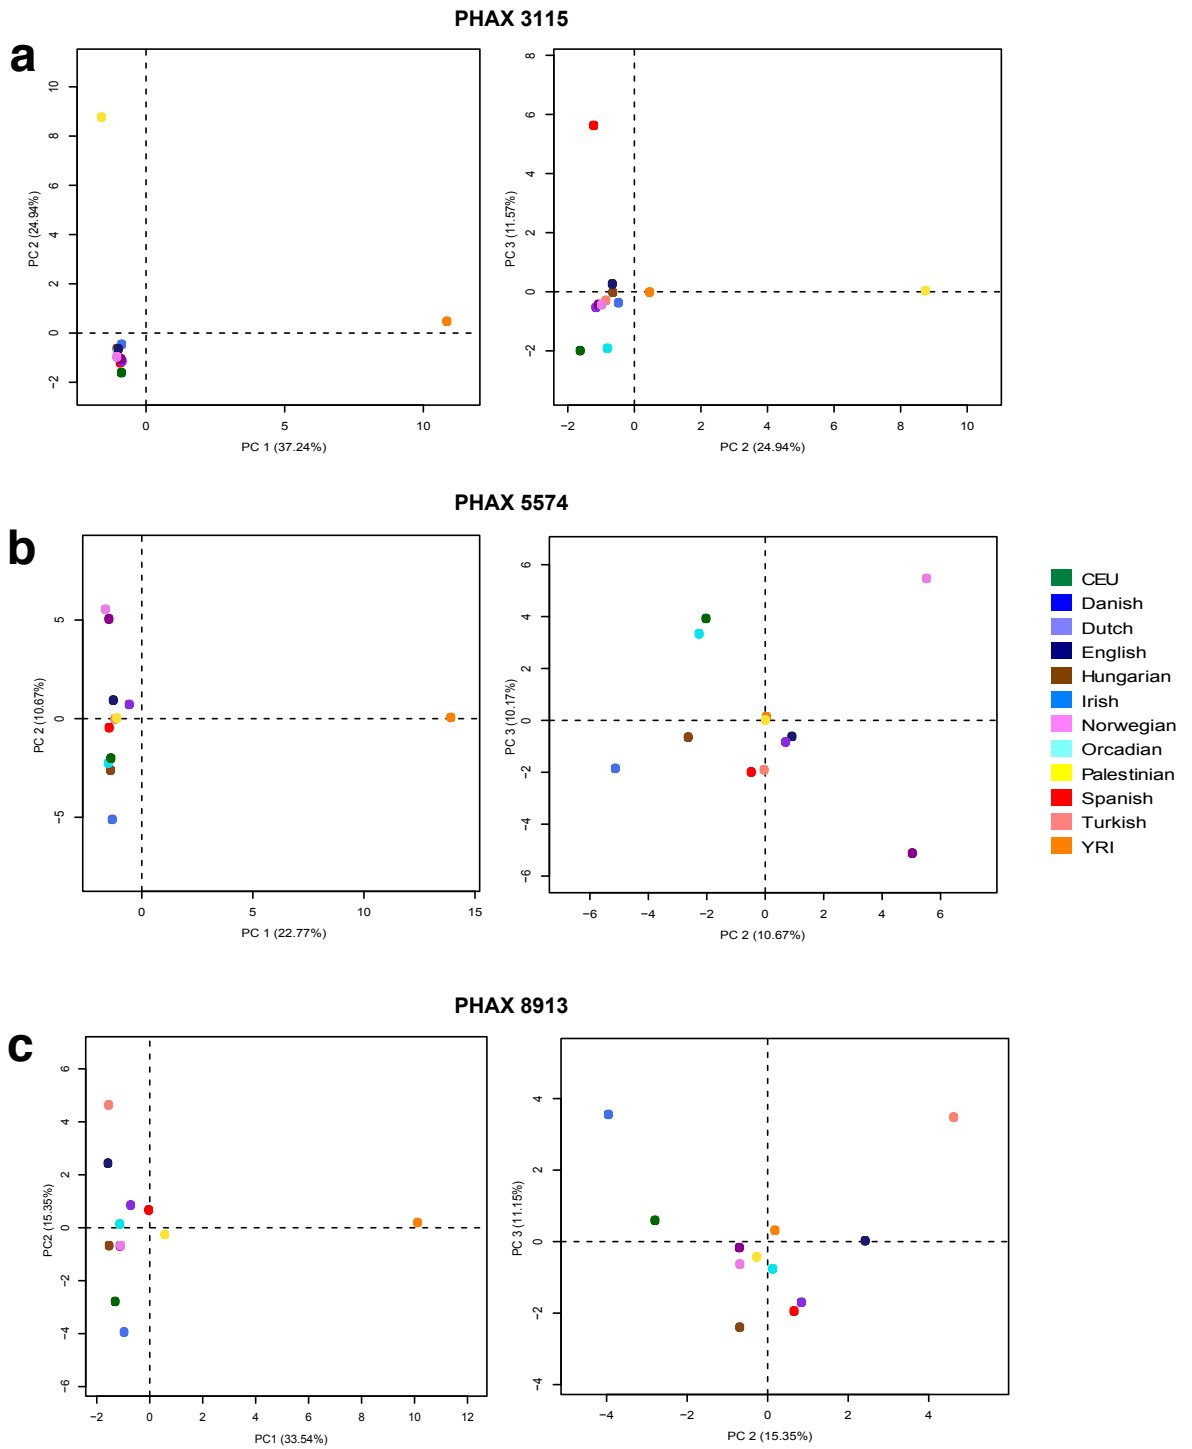 PHAX 3115
a
10
8
6
4
2
0
−2
PC 2 (24.94%)
0 5 10
PC 1 (37.24%)
8
6
4
2
0
−2
PC 3 (11.57%)
−2 0 2 4 6 8 10
PC 2 (24.94%)
PHAX 5574
b
5
0
−5
PC 2 (10.67%)
0 5 10 15
PC 1 (22.77%)
6
4
2
0
−2
−4
−6
PC 3 (10.17%)
−6 −4 −2 0 2 4 6
PC 2 (10.67%)
CEU
Danish
Dutch
English
Hungarian
Irish
Norwegian
Orcadian
Palestinian
Spanish
Turkish
YRI
PHAX 8913
c
6
4
2
0
−2
−4
−6
PC2 (15.35%)
−2 0 2 4 6 8 10 12
PC1 (33.54%)
4
2
0
−2
−4
PC 3 (11.15%)
−4 −2 0 2 4
PC 2 (15.35%)